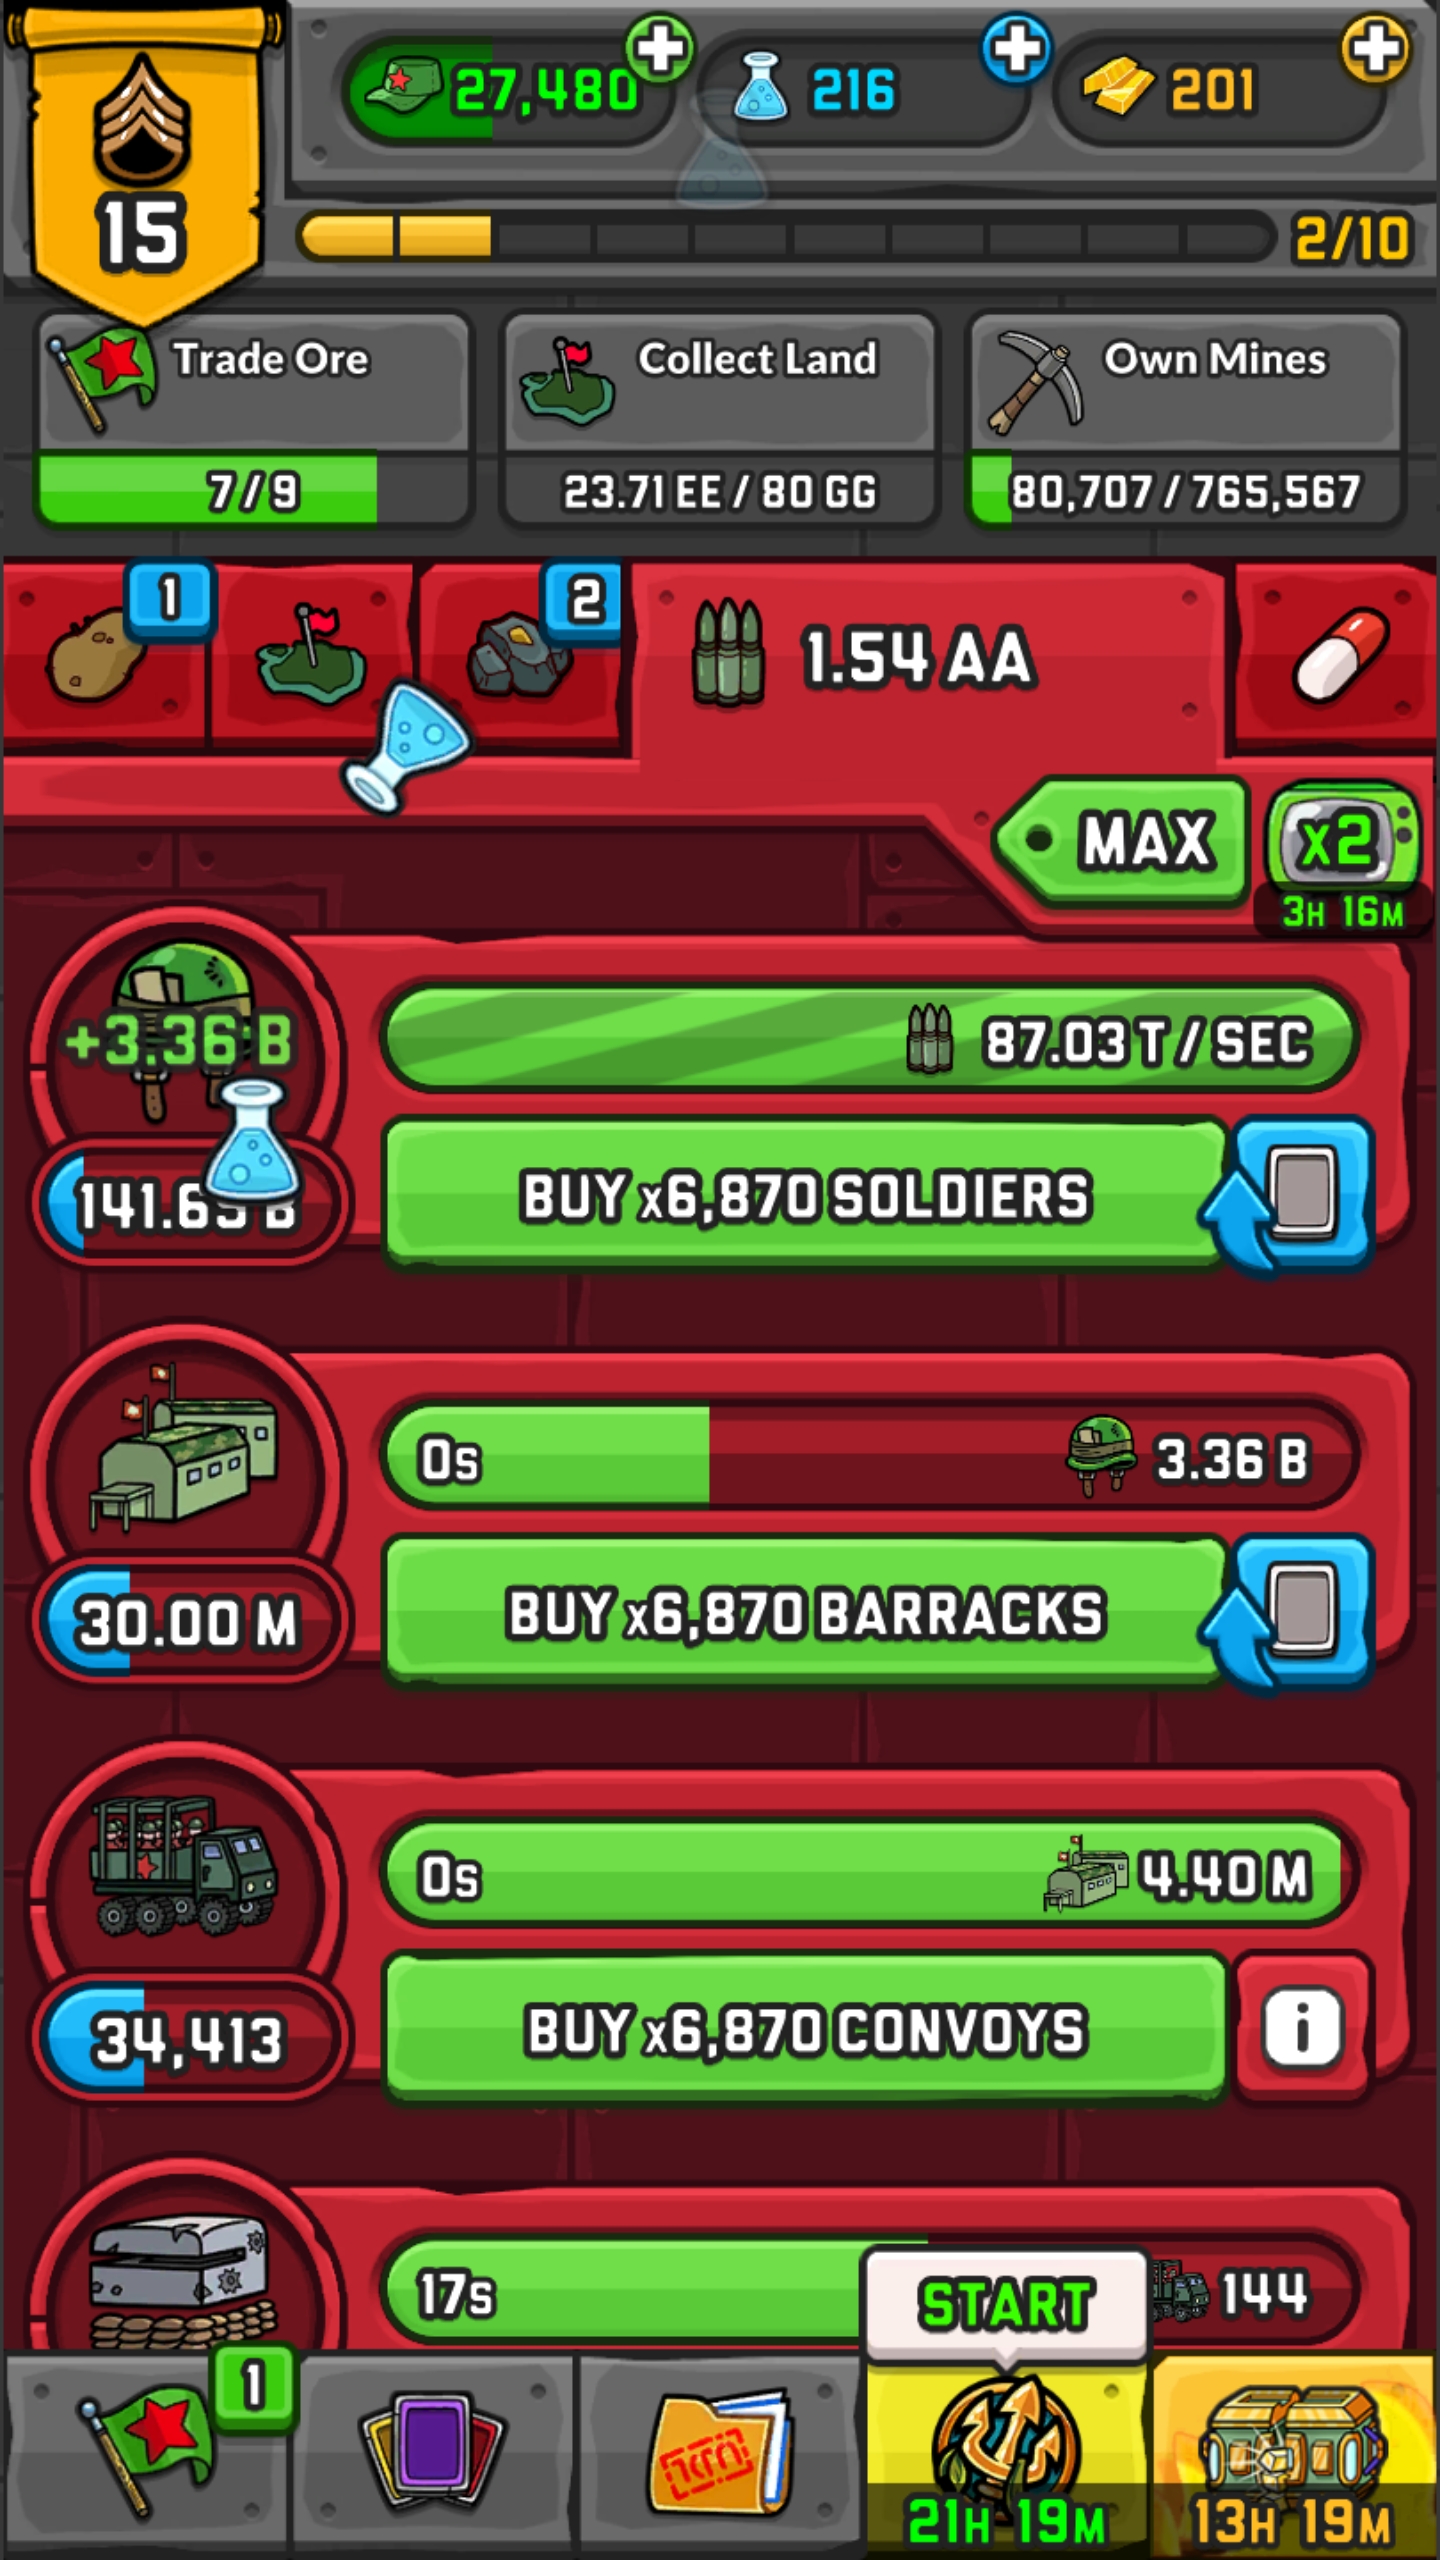 27,480
216
201
15
2/10
Trade Ore
Collect Land
Own Mines
7/9
23.71 EE / 80 GG
80,707 / 765,567
1
2
1.54 AA
MAX
x2
3H 16M
+3.36 B
87.03 T / SEC
BUY x6,870 SOLDIERS
0s
3.36 B
30.00 M
BUY x6,870 BARRACKS
0s
4.40 M
34,413
BUY x6,870 CONVOYS
i
17s
144
START
1
21H 19M
13H 19M